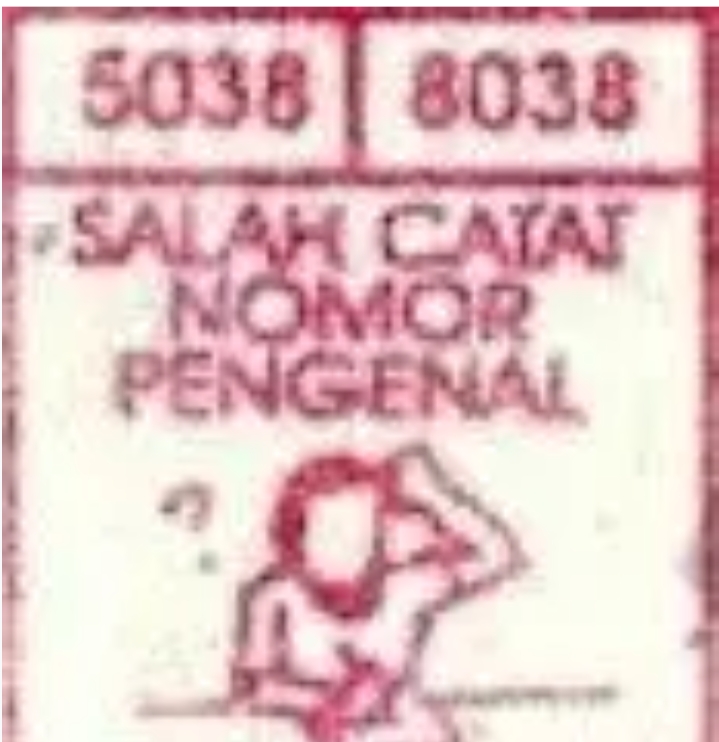 5038 8038
SALAH CATAT
NOMOR
PENGENAL